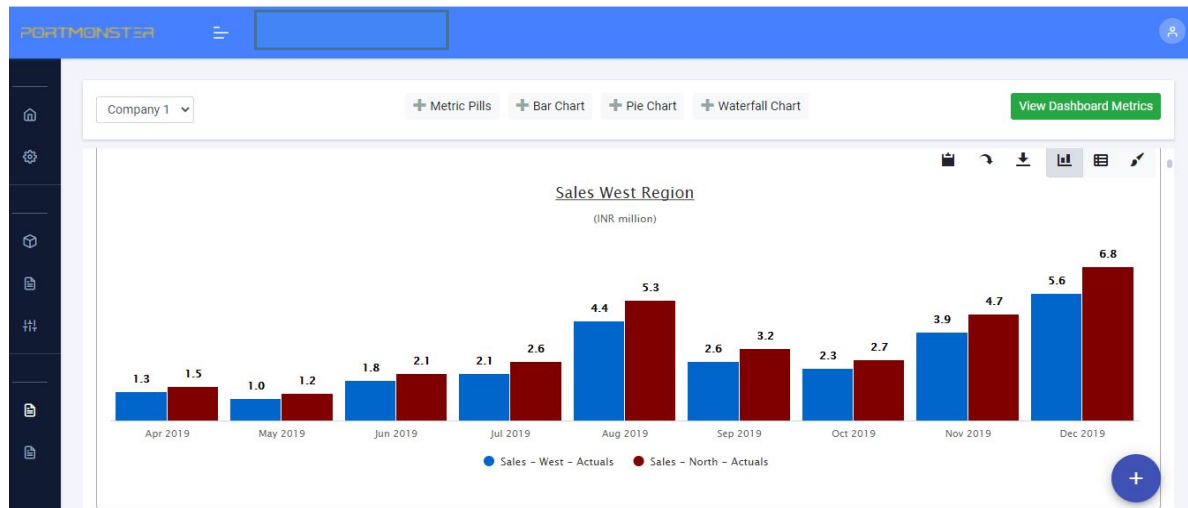 PORTMONSTER
Company 1
Metric Pills
Bar Chart
Pie Chart
Waterfall Chart
View Dashboard Metrics
Sales West Region
(INR million)
1.3 1.5 1.0 1.2 1.8 2.1 2.1 2.6 4.4 5.3 2.6 3.2 2.3 2.7 3.9 4.7 5.6 6.8
Apr 2019 May 2019 Jun 2019 Jul 2019 Aug 2019 Sep 2019 Oct 2019 Nov 2019 Dec 2019
Sales - West - Actuals Sales - North - Actuals